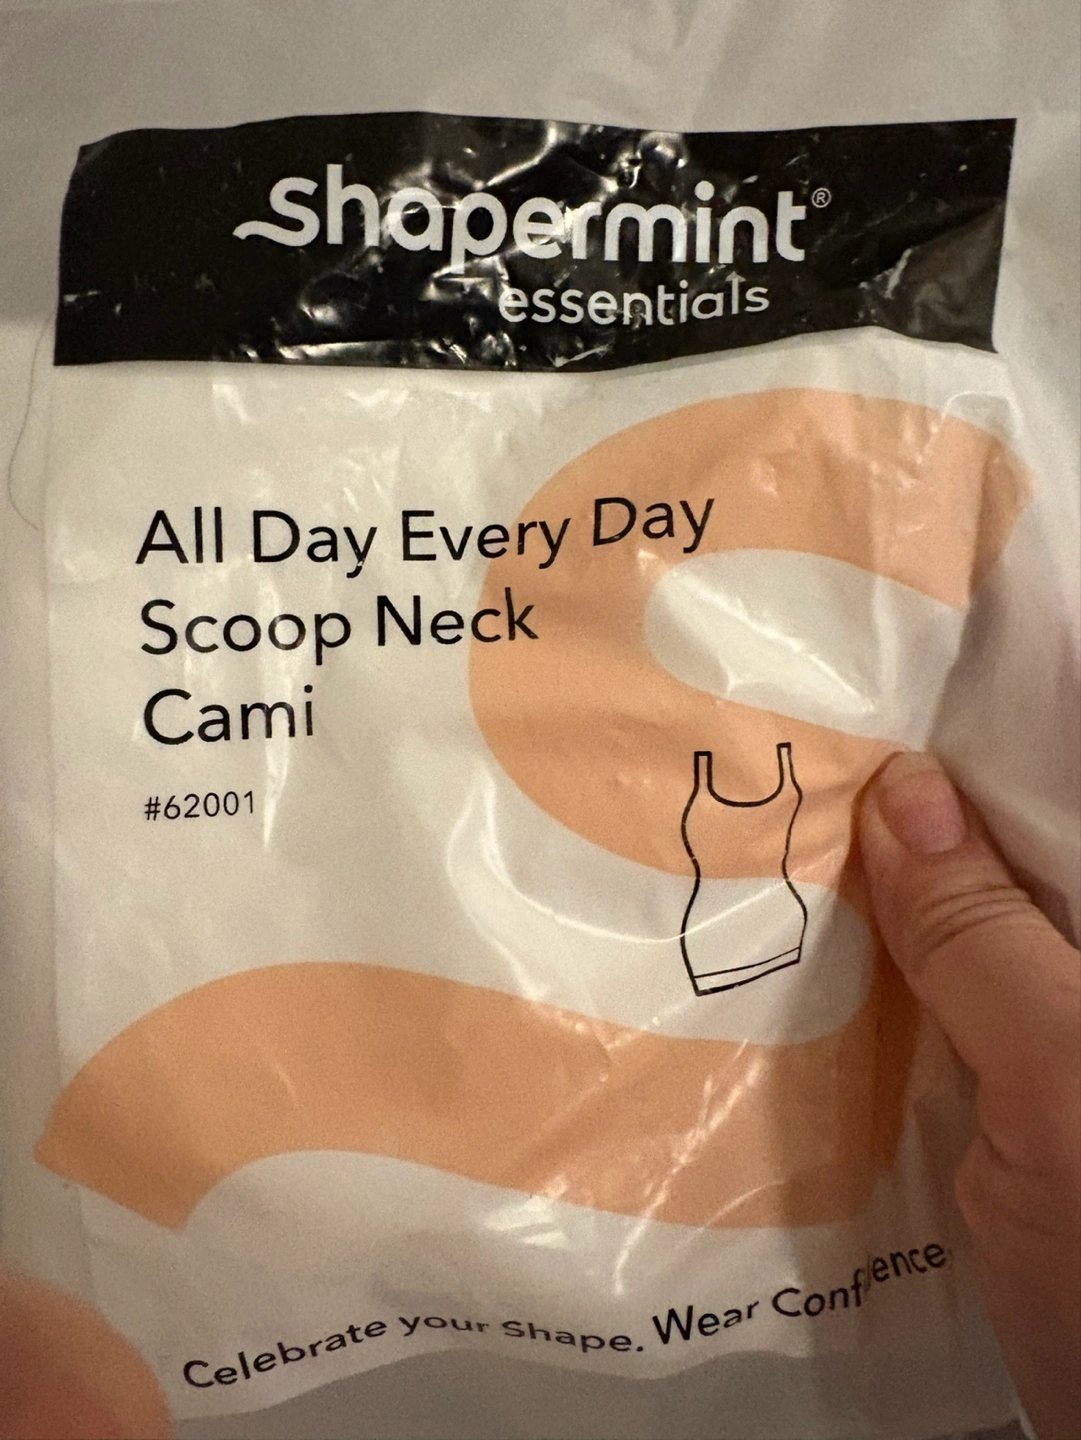 shapermint®
essentials
All Day Every Day
Scoop Neck
Cami
#62001
Celebrate your Shape. Wear